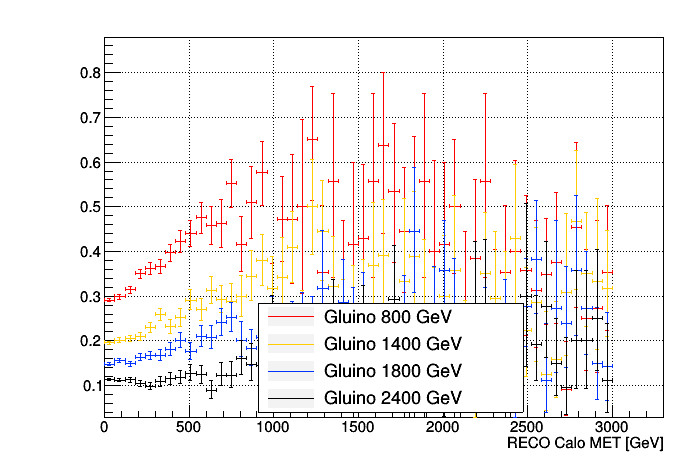 0.8
0.7
0.6
0.5
0.4
0.3
0.2
0.1
Gluino 800 GeV
Gluino 1400 GeV
Gluino 1800 GeV
Gluino 2400 GeV
0 500 1000 1500 2000 2500 3000
RECO Calo MET [GeV]